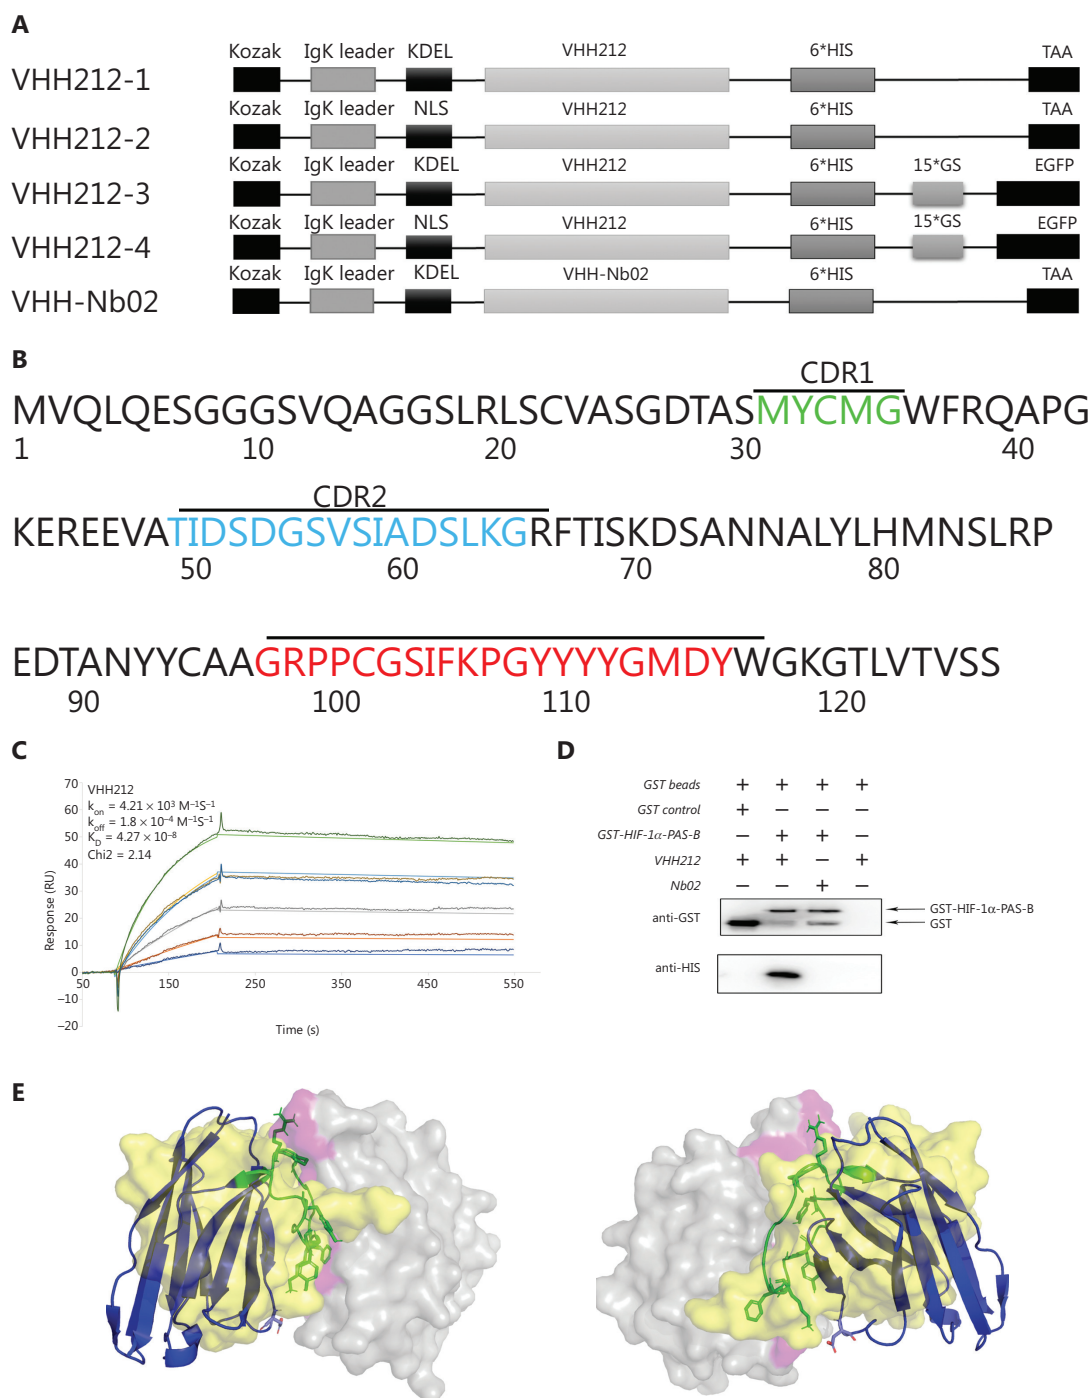 A
Kozak IgK leader KDEL VHH212 6*HIS TAA
VHH212-1
Kozak IgK leader NLS VHH212 6*HIS TAA
VHH212-2
Kozak IgK leader KDEL VHH212 6*HIS 15*GS EGFP
VHH212-3
Kozak IgK leader NLS VHH212 6*HIS 15*GS EGFP
VHH212-4
Kozak IgK leader KDEL VHH-Nb02 6*HIS TAA
VHH-Nb02
B
CDR1
MVQLQESGGGSVQAGGSLRLSCVASGDTASMYCMGWFRQAPG
1 10 20 30 40
CDR2
KEREEVATIDSDGSVSIADSLKGRFTISKDSANNALYLHMNSLRP
50 60 70 80
EDTANYYCAAGRPPCGSIFKPGYYYYGMDYWGKGTLVTVSS
90 100 110 120
C
VHH212
k_on = 4.21 × 10³ M⁻¹S⁻¹
k_off = 1.8 × 10⁻⁴ M⁻¹S⁻¹
K_D = 4.27 × 10⁻⁸
Chi2 = 2.14
70
60
50
40
30
20
10
0
−10
−20
Response (RU)
50 150 250 350 450 550
Time (s)
D
GST beads + + + +
GST control + − − −
GST-HIF-1α-PAS-B − + + −
VHH212 + + − +
Nb02 − − + −
anti-GST
GST-HIF-1α-PAS-B
GST
anti-HIS
E